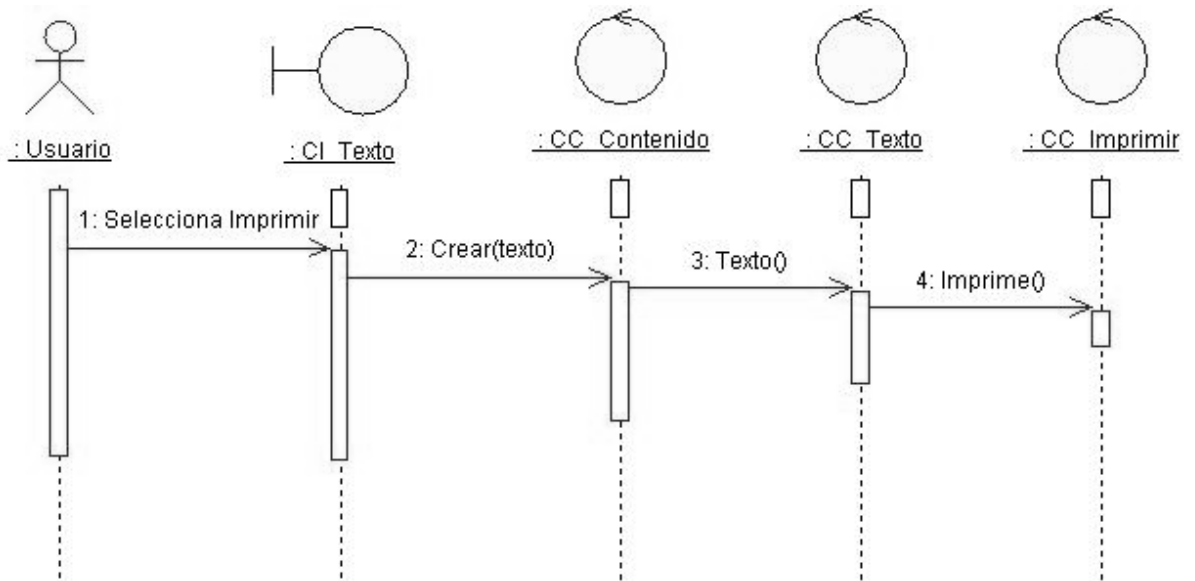 : Usuario
: CI_Texto
: CC_Contenido
: CC_Texto
: CC_Imprimir
1: Selecciona Imprimir
2: Crear(texto)
3: Texto()
4: Imprime()